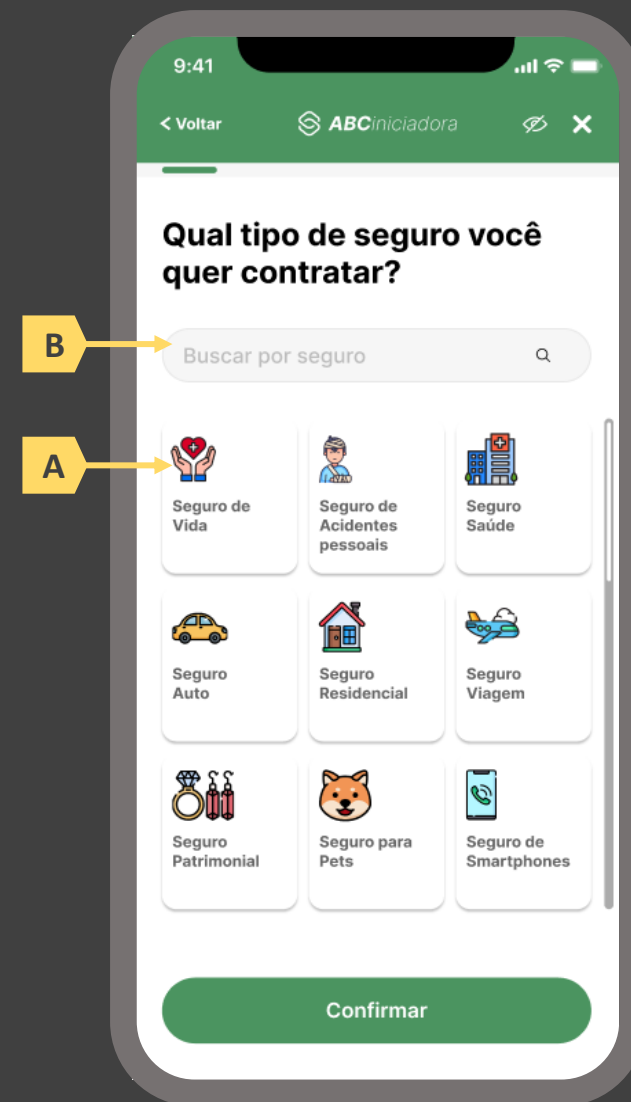 9:41
< Voltar
ABCiniciadora
Qual tipo de seguro você
quer contratar?
B
Buscar por seguro
A
Seguro de
Vida
Seguro de
Acidentes
pessoais
Seguro
Saúde
Seguro
Auto
Seguro
Residencial
Seguro
Viagem
Seguro
Patrimonial
Seguro para
Pets
Seguro de
Smartphones
Confirmar